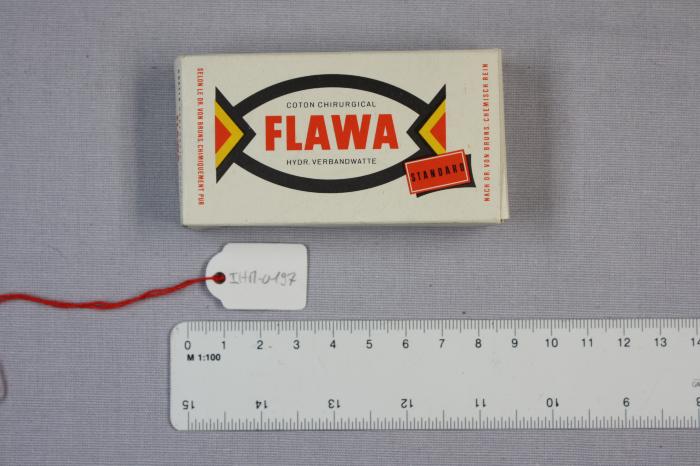 SELON LE DR. VON BRUNS, CHIMIQUEMENT PUR
COTON CHIRURGICAL
FLAWA
HYDR. VERBANDWATTE
STANDARD
NACH DR. VON BRUNS, CHEMISCH REIN
IHM-0197
0 1 2 3 4 5 6 7 8 9 10 11 12 13 14
M 1:100
15 14 13 12 11 10 9 8